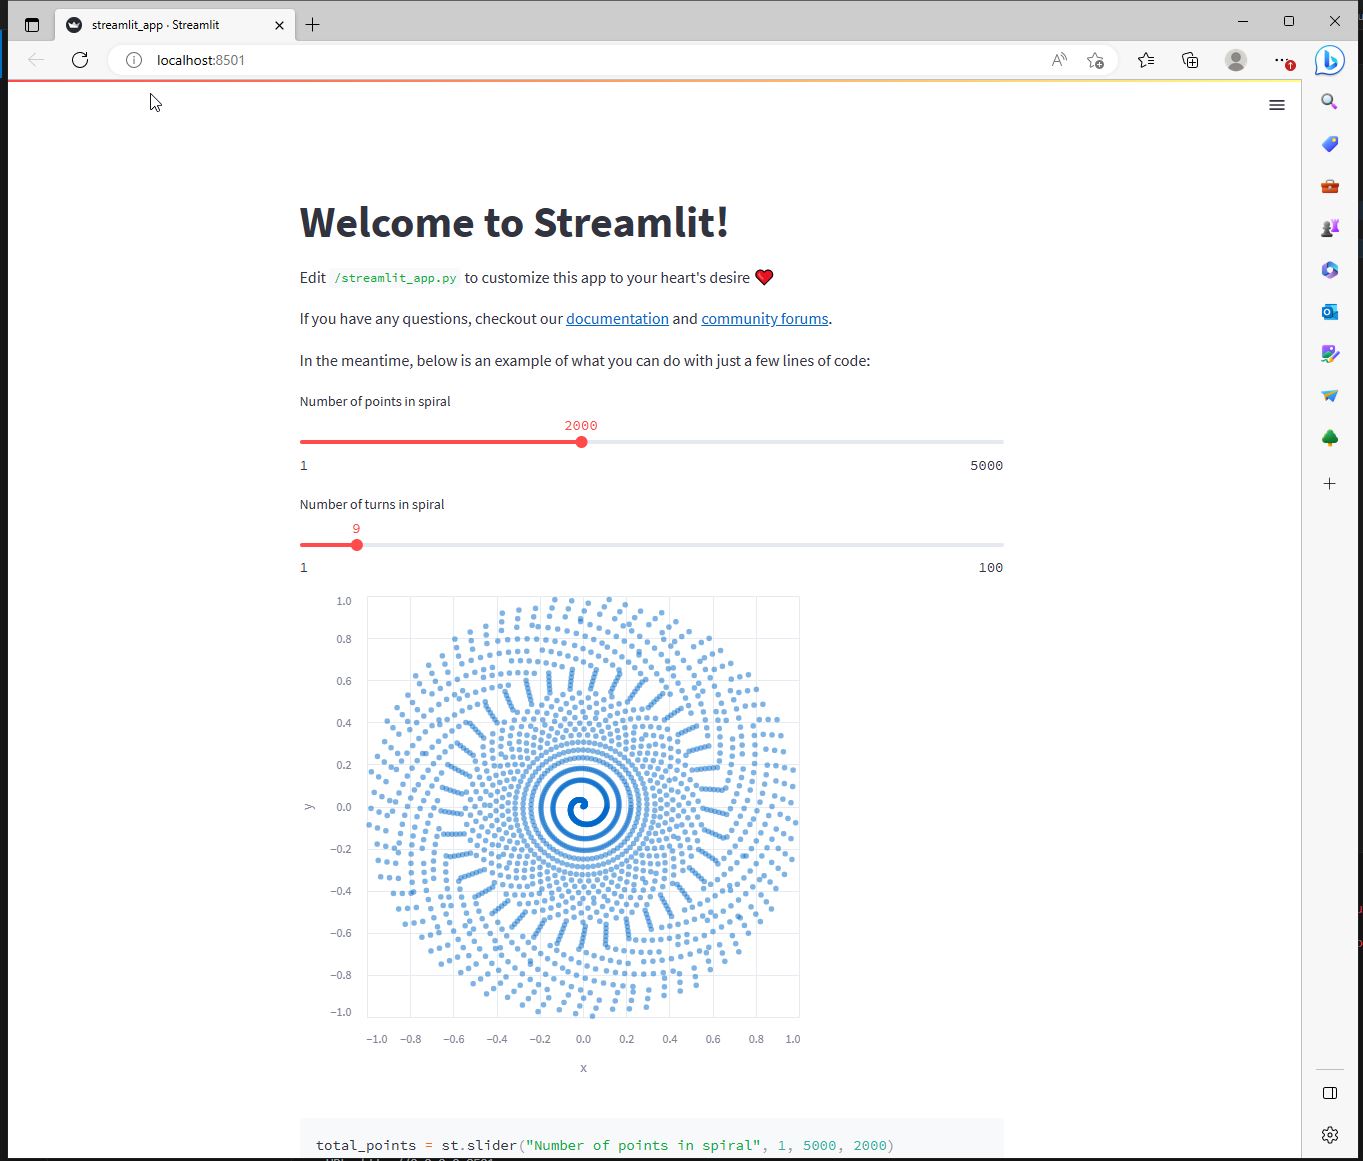 streamlit_app · Streamlit
localhost:8501
Welcome to Streamlit!
Edit /streamlit_app.py to customize this app to your heart's desire ❤️
If you have any questions, checkout our documentation and community forums.
In the meantime, below is an example of what you can do with just a few lines of code:
Number of points in spiral
2000
1 5000
Number of turns in spiral
9
1 100
1.0
0.8
0.6
0.4
0.2
0.0
y
−0.2
−0.4
−0.6
−0.8
−1.0
−1.0 −0.8 −0.6 −0.4 −0.2 0.0 0.2 0.4 0.6 0.8 1.0
x
total_points = st.slider("Number of points in spiral", 1, 5000, 2000)